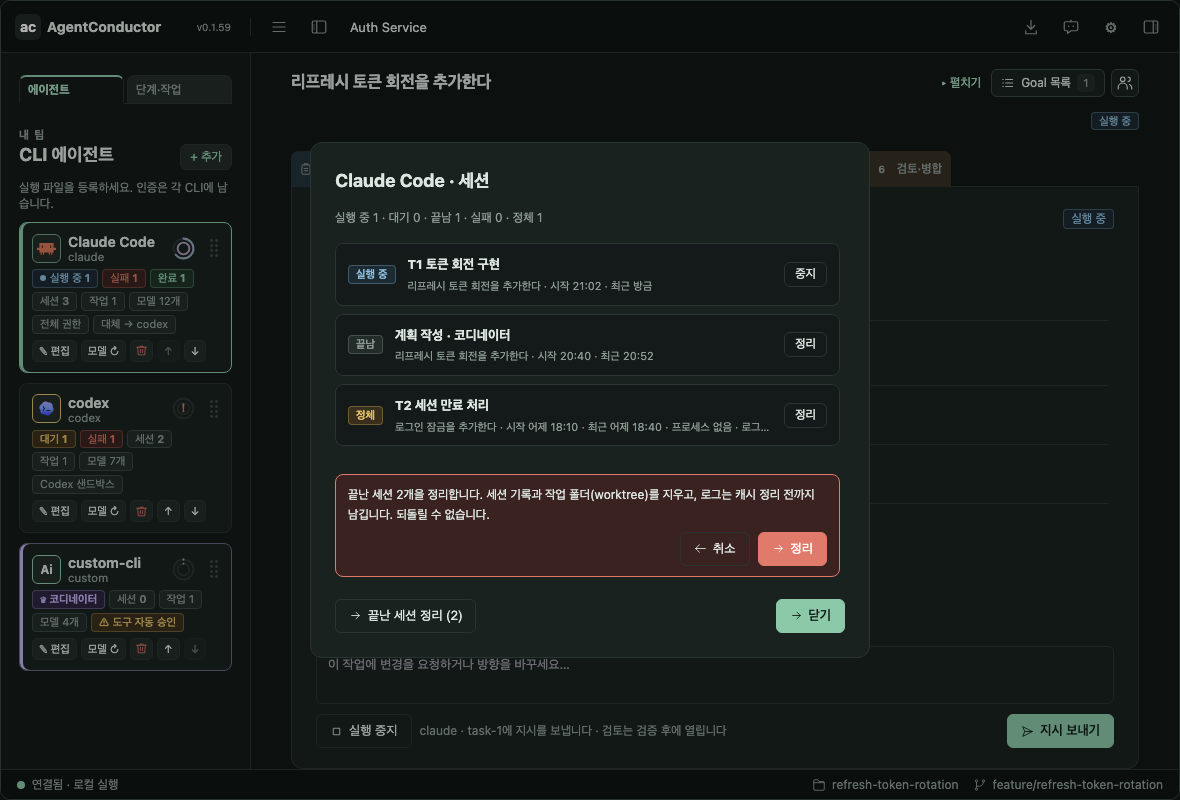 ac AgentConductor v0.1.59 Auth Service
에이전트 단계·작업
내 팀
CLI 에이전트
+ 추가
실행 파일을 등록하세요. 인증은 각 CLI에 남
습니다.
Claude Code
claude
실행 중 1 실패 1 완료 1
세션 3 작업 1 모델 12개
전체 권한 대체 → codex
✎ 편집 모델 ↻ ↑ ↓
codex
codex
대기 1 실패 1 세션 2
작업 1 모델 7개
Codex 샌드박스
✎ 편집 모델 ↻ ↑ ↓
Ai custom-cli
custom
코디네이터 세션 0 작업 1
모델 4개 ⚠ 도구 자동 승인
✎ 편집 모델 ↻ ↑ ↓
리프레시 토큰 회전을 추가한다
▸ 펼치기 Goal 목록 1
실행 중
6 검토·병합
실행 중
Claude Code · 세션
실행 중 1 · 대기 0 · 끝남 1 · 실패 0 · 정체 1
실행 중 T1 토큰 회전 구현
리프레시 토큰 회전을 추가한다 · 시작 21:02 · 최근 방금
중지
끝남 계획 작성 · 코디네이터
리프레시 토큰 회전을 추가한다 · 시작 20:40 · 최근 20:52
정리
정체 T2 세션 만료 처리
로그인 잠금을 추가한다 · 시작 어제 18:10 · 최근 어제 18:40 · 프로세스 없음 · 로그...
정리
끝난 세션 2개을 정리합니다. 세션 기록과 작업 폴더(worktree)를 지우고, 로그는 캐시 정리 전까지
남깁니다. 되돌릴 수 없습니다.
← 취소 → 정리
→ 끝난 세션 정리 (2) → 닫기
이 작업에 변경을 요청하거나 방향을 바꾸세요...
실행 중지 claude · task-1에 지시를 보냅니다 · 검토는 검증 후에 열립니다 지시 보내기
연결됨 · 로컬 실행 refresh-token-rotation feature/refresh-token-rotation